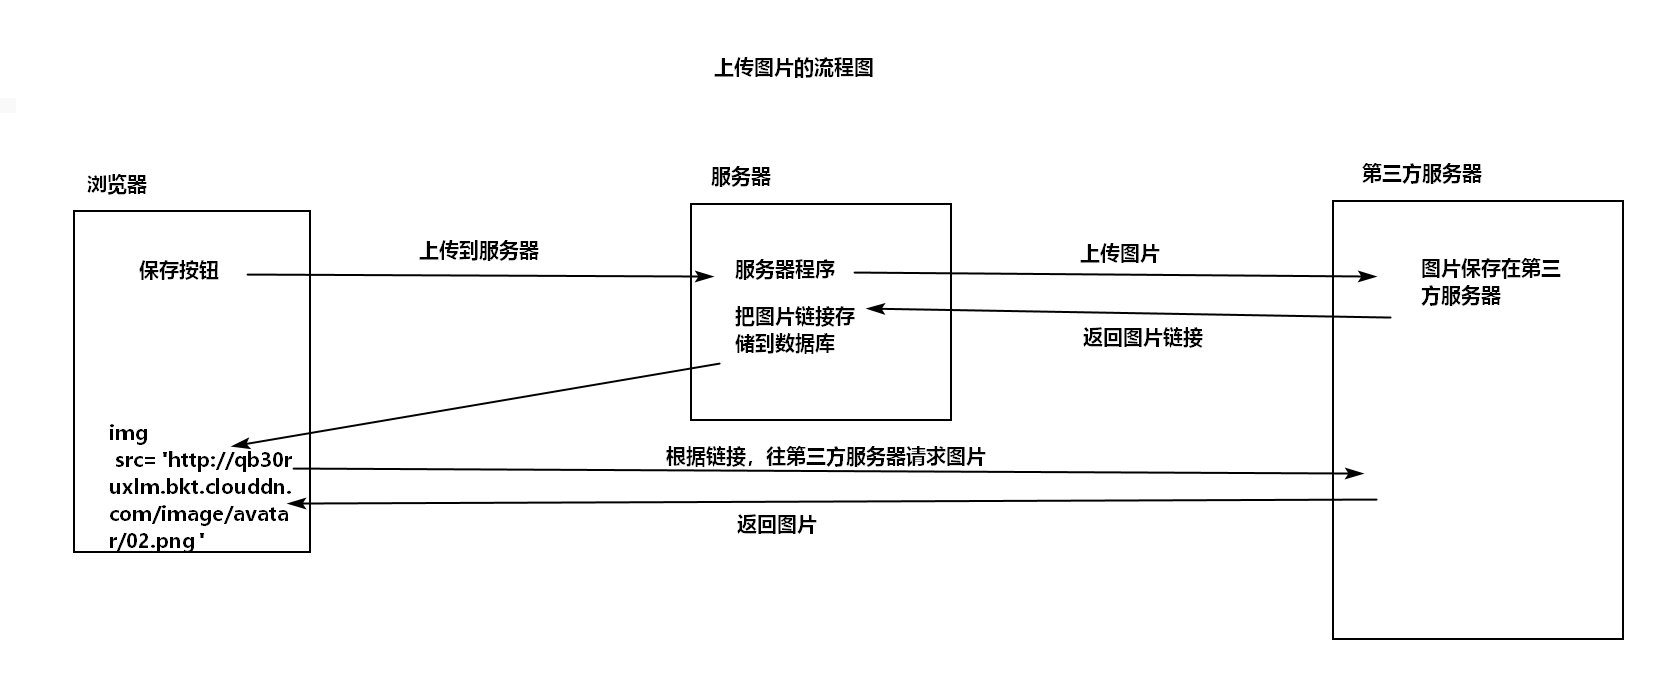 上传图片的流程图
浏览器
服务器
第三方服务器
保存按钮
上传到服务器
服务器程序
上传图片
图片保存在第三
方服务器
把图片链接存
储到数据库
返回图片链接
img
src= 'http://qb30r
uxlm.bkt.clouddn.
com/image/avata
r/02.png '
根据链接，往第三方服务器请求图片
返回图片